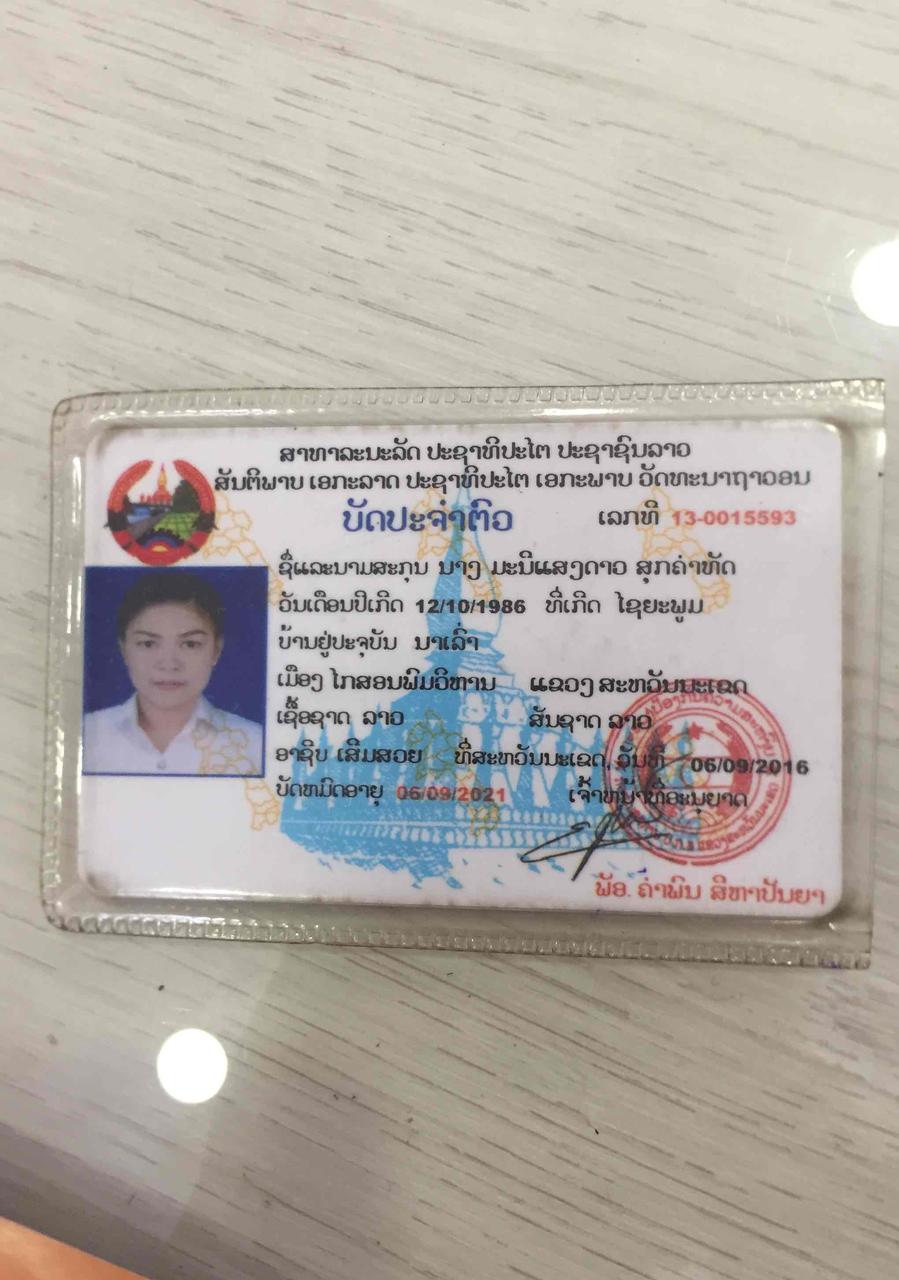 ສາທາລະນະລັດ ປະຊາທິປະໄຕ ປະຊາຊົນລາວ
ສັນຕິພາບ ເອກະລາດ ປະຊາທິປະໄຕ ເອກະພາບ ວັດທະນາຖາວອນ
ບັດປະຈຳຕົວ ເລກທີ 13-0015593
ຊື່ແລະນາມສະກຸນ ນາງ ມະນີແສງດາວ ສຸກຄຳທັດ
ວັນເດືອນປີເກີດ 12/10/1986 ທີ່ເກີດ ໄຊຍະພູມ
ບ້ານຢູ່ປະຈຸບັນ ນາເລົ່າ
ເມືອງ ໄກສອນພົມວິຫານ ແຂວງ ສະຫວັນນະເຂດ
ເຊື້ອຊາດ ລາວ ສັນຊາດ ລາວ
ອາຊີບ ເສີມສວຍ ທີ່ສະຫວັນນະເຂດ, ວັນທີ 06/09/2016
ບັດຫມົດອາຍຸ 06/09/2021 ເຈົ້າຫນ້າທີ່ອະນຸຍາດ
ພັອ. ຄຳພົນ ສີຫາປັນຍາ